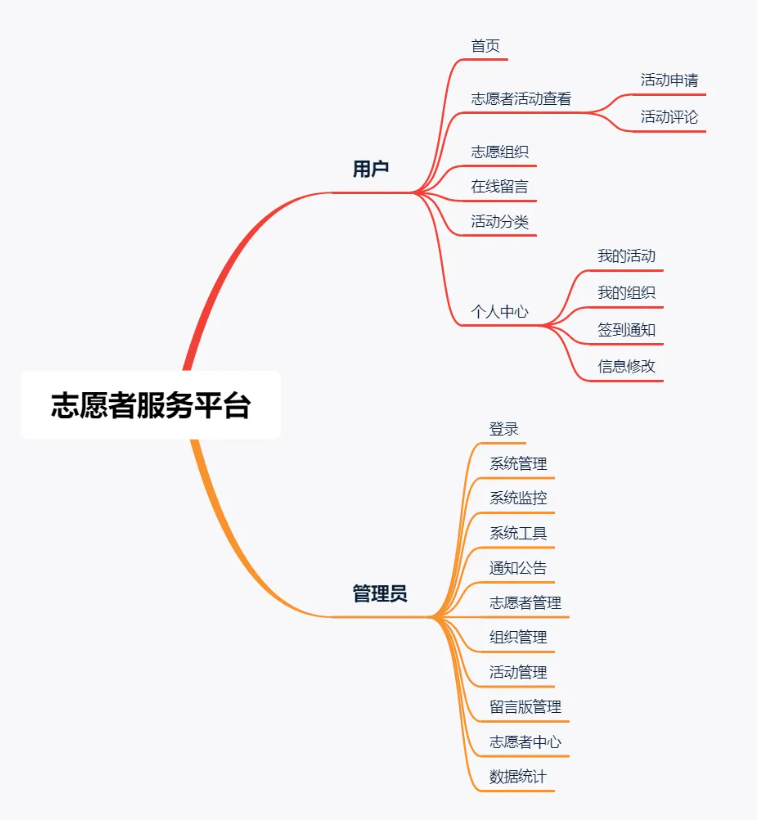 志愿者服务平台
用户
首页
志愿者活动查看
活动申请
活动评论
志愿组织
在线留言
活动分类
个人中心
我的活动
我的组织
签到通知
信息修改
管理员
登录
系统管理
系统监控
系统工具
通知公告
志愿者管理
组织管理
活动管理
留言版管理
志愿者中心
数据统计